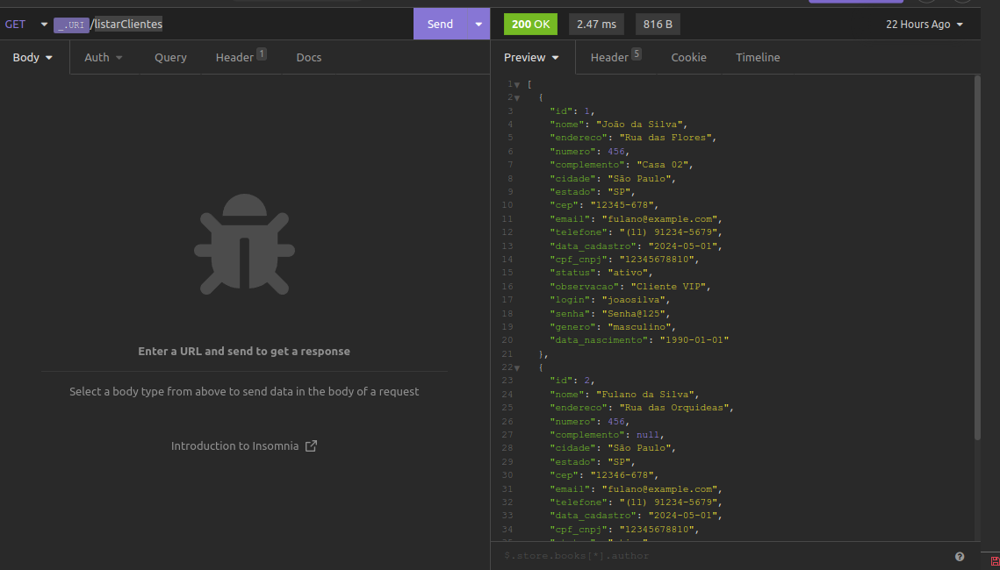 GET _.URI /listarClientes Send 200 OK 2.47 ms 816 B 22 Hours Ago
Body Auth Query Header 1 Docs Preview Header 5 Cookie Timeline
Enter a URL and send to get a response
Select a body type from above to send data in the body of a request
Introduction to Insomnia
1 [
2 {
3 "id": 1,
4 "nome": "João da Silva",
5 "endereco": "Rua das Flores",
6 "numero": 456,
7 "complemento": "Casa 02",
8 "cidade": "São Paulo",
9 "estado": "SP",
10 "cep": "12345-678",
11 "email": "fulano@example.com",
12 "telefone": "(11) 91234-5679",
13 "data_cadastro": "2024-05-01",
14 "cpf_cnpj": "12345678810",
15 "status": "ativo",
16 "observacao": "Cliente VIP",
17 "login": "joaosilva",
18 "senha": "Senha@125",
19 "genero": "masculino",
20 "data_nascimento": "1990-01-01"
21 },
22 {
23 "id": 2,
24 "nome": "Fulano da Silva",
25 "endereco": "Rua das Orquideas",
26 "numero": 456,
27 "complemento": null,
28 "cidade": "São Paulo",
29 "estado": "SP",
30 "cep": "12346-678",
31 "email": "fulano@example.com",
32 "telefone": "(11) 91234-5679",
33 "data_cadastro": "2024-05-01",
34 "cpf_cnpj": "12345678810",
$.store.books[*].author